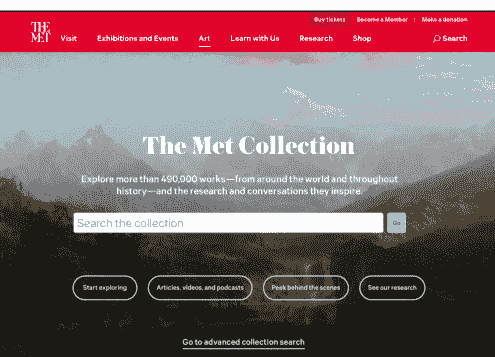 Buy tickets Become a Member Make a donation
THE MET
Visit Exhibitions and Events Art Learn with Us Research Shop Search
The Met Collection
Explore more than 490,000 works—from around the world and throughout
history—and the research and conversations they inspire.
Search the collection Go
Start exploring Articles, videos, and podcasts Peek behind the scenes See our research
Go to advanced collection search